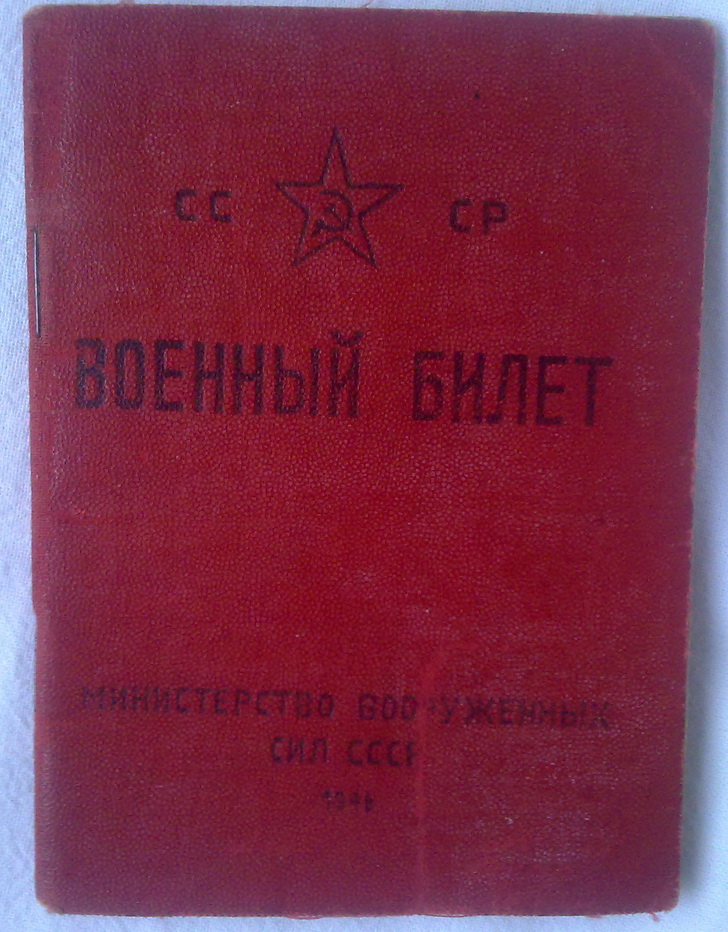 СС СР
ВОЕННЫЙ БИЛЕТ
МИНИСТЕРСТВО ВООРУЖЕННЫХ
СИЛ СССР
1946